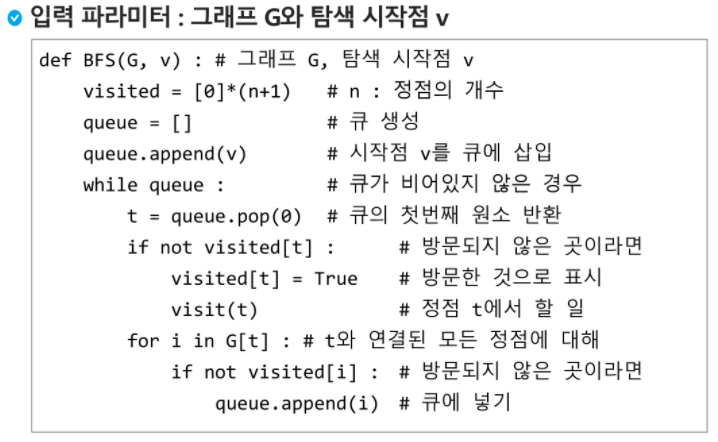 입력 파라미터 : 그래프 G와 탐색 시작점 v
def BFS(G, v) : # 그래프 G, 탐색 시작점 v
    visited = [0]*(n+1)   # n : 정점의 개수
    queue = []            # 큐 생성
    queue.append(v)       # 시작점 v를 큐에 삽입
    while queue :         # 큐가 비어있지 않은 경우
        t = queue.pop(0)  # 큐의 첫번째 원소 반환
        if not visited[t] :      # 방문되지 않은 곳이라면
            visited[t] = True    # 방문한 것으로 표시
            visit(t)             # 정점 t에서 할 일
        for i in G[t] : # t와 연결된 모든 정점에 대해
            if not visited[i] :  # 방문되지 않은 곳이라면
                queue.append(i)  # 큐에 넣기